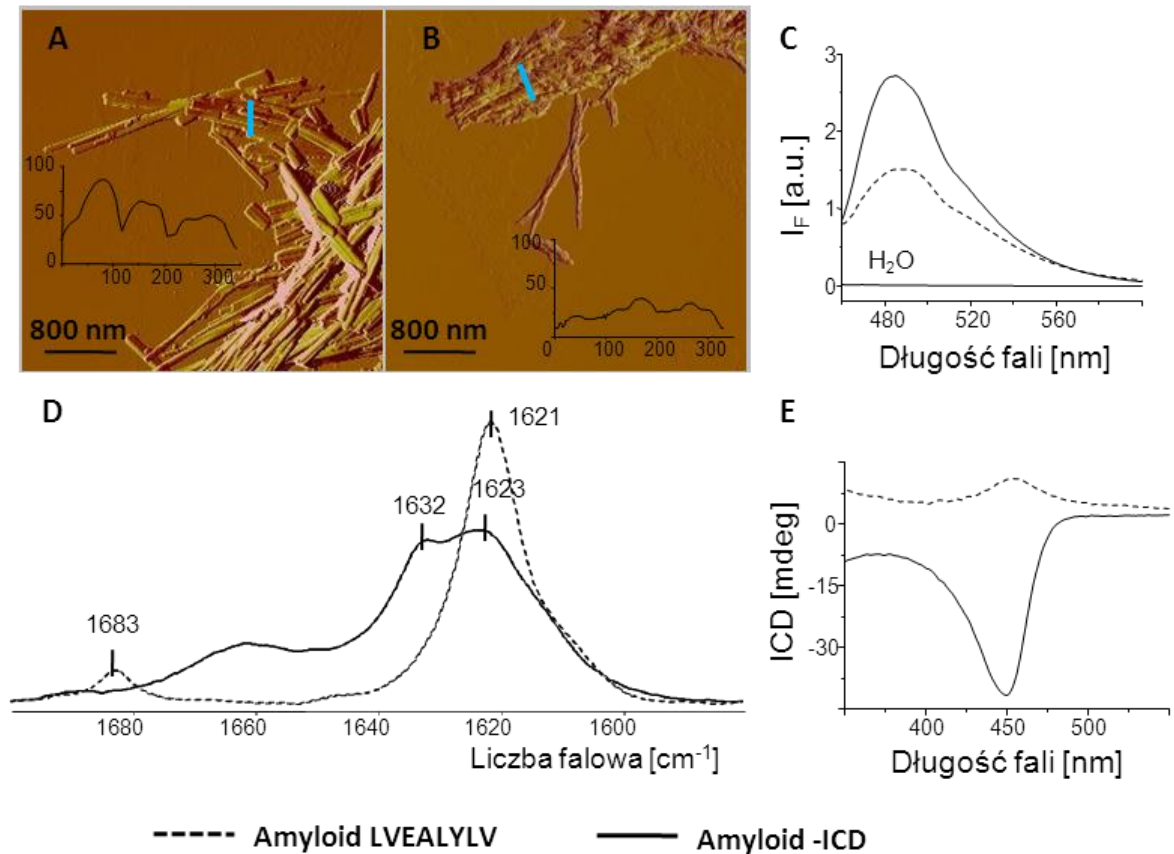 A
100
50
0
100
200
300
800 nm
B
100
50
0
100
200
300
800 nm
C
3
2
1
0
I_F [a.u.]
H₂O
480
520
560
Długość fali [nm]
D
1621
1632
1623
1683
1680
1660
1640
1620
1600
Liczba falowa [cm⁻¹]
E
0
-15
-30
ICD [mdeg]
400
450
500
Długość fali [nm]
Amyloid LVEALYLV
Amyloid -ICD